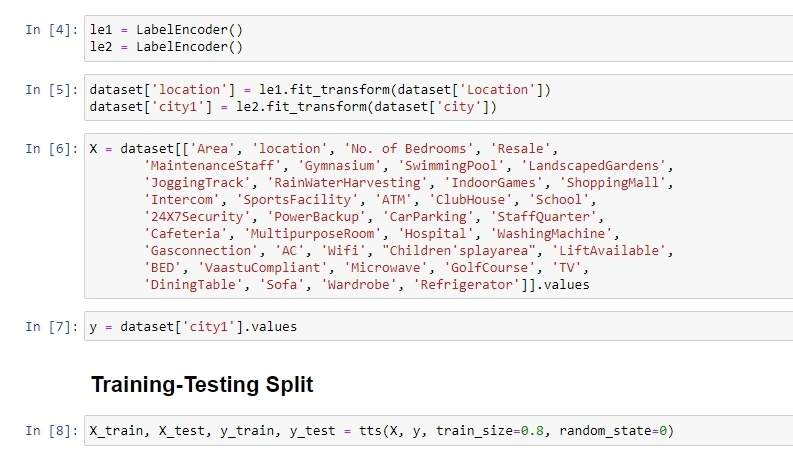 In [4]: le1 = LabelEncoder()
le2 = LabelEncoder()
In [5]: dataset['location'] = le1.fit_transform(dataset['Location'])
dataset['city1'] = le2.fit_transform(dataset['city'])
In [6]: X = dataset[['Area', 'location', 'No. of Bedrooms', 'Resale',
'MaintenanceStaff', 'Gymnasium', 'SwimmingPool', 'LandscapedGardens',
'JoggingTrack', 'RainWaterHarvesting', 'IndoorGames', 'ShoppingMall',
'Intercom', 'SportsFacility', 'ATM', 'ClubHouse', 'School',
'24X7Security', 'PowerBackup', 'CarParking', 'StaffQuarter',
'Cafeteria', 'MultipurposeRoom', 'Hospital', 'WashingMachine',
'Gasconnection', 'AC', 'Wifi', "Children'splayarea", 'LiftAvailable',
'BED', 'VaastuCompliant', 'Microwave', 'GolfCourse', 'TV',
'DiningTable', 'Sofa', 'Wardrobe', 'Refrigerator']].values
In [7]: y = dataset['city1'].values
Training-Testing Split
In [8]: X_train, X_test, y_train, y_test = tts(X, y, train_size=0.8, random_state=0)